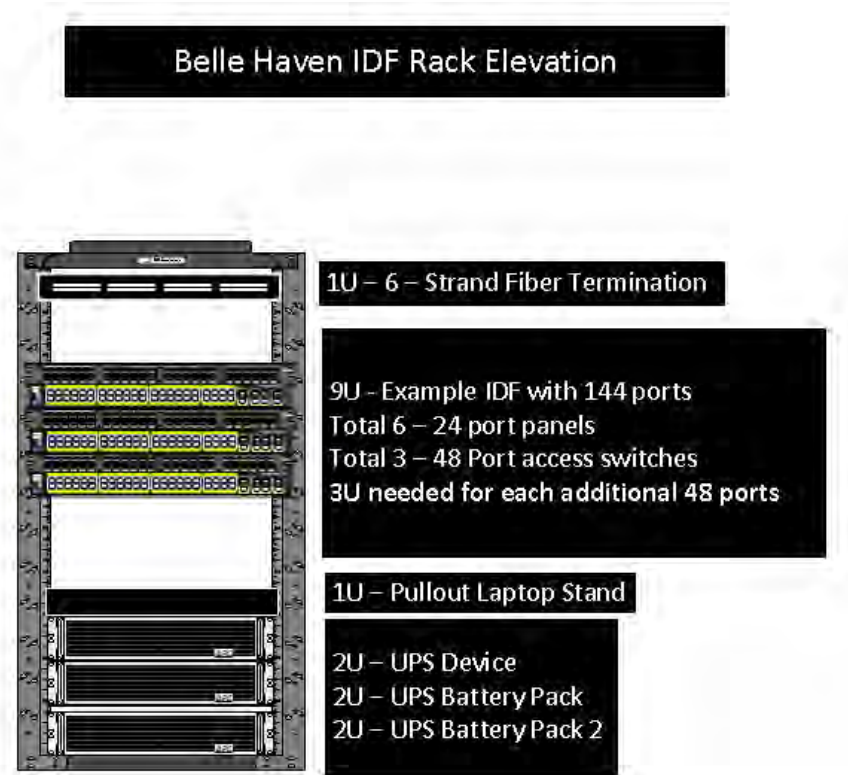 Belle Haven IDF Rack Elevation
1U – 6 – Strand Fiber Termination
9U - Example IDF with 144 ports
Total 6 – 24 port panels
Total 3 – 48 Port access switches
3U needed for each additional 48 ports
1U – Pullout Laptop Stand
2U – UPS Device
2U – UPS Battery Pack
2U – UPS Battery Pack 2